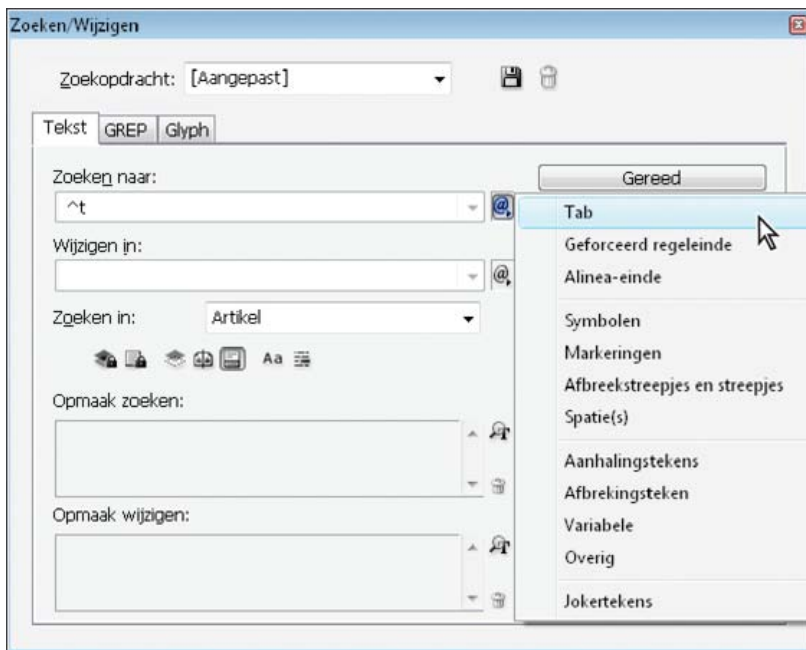 Zoeken/Wijzigen
Zoekopdracht: [Aangepast]
Tekst GREP Glyph
Zoeken naar:
Gereed
^t
@
Tab
Geforceerd regeleinde
Wijzigen in:
@
Alinea-einde
Zoeken in: Artikel
Symbolen
Aa
Markeringen
Afbreekstreepjes en streepjes
Opmaak zoeken:
Spatie(s)
Aanhalingstekens
Afbrekingsteken
Opmaak wijzigen:
Variabele
Overig
Jokertekens